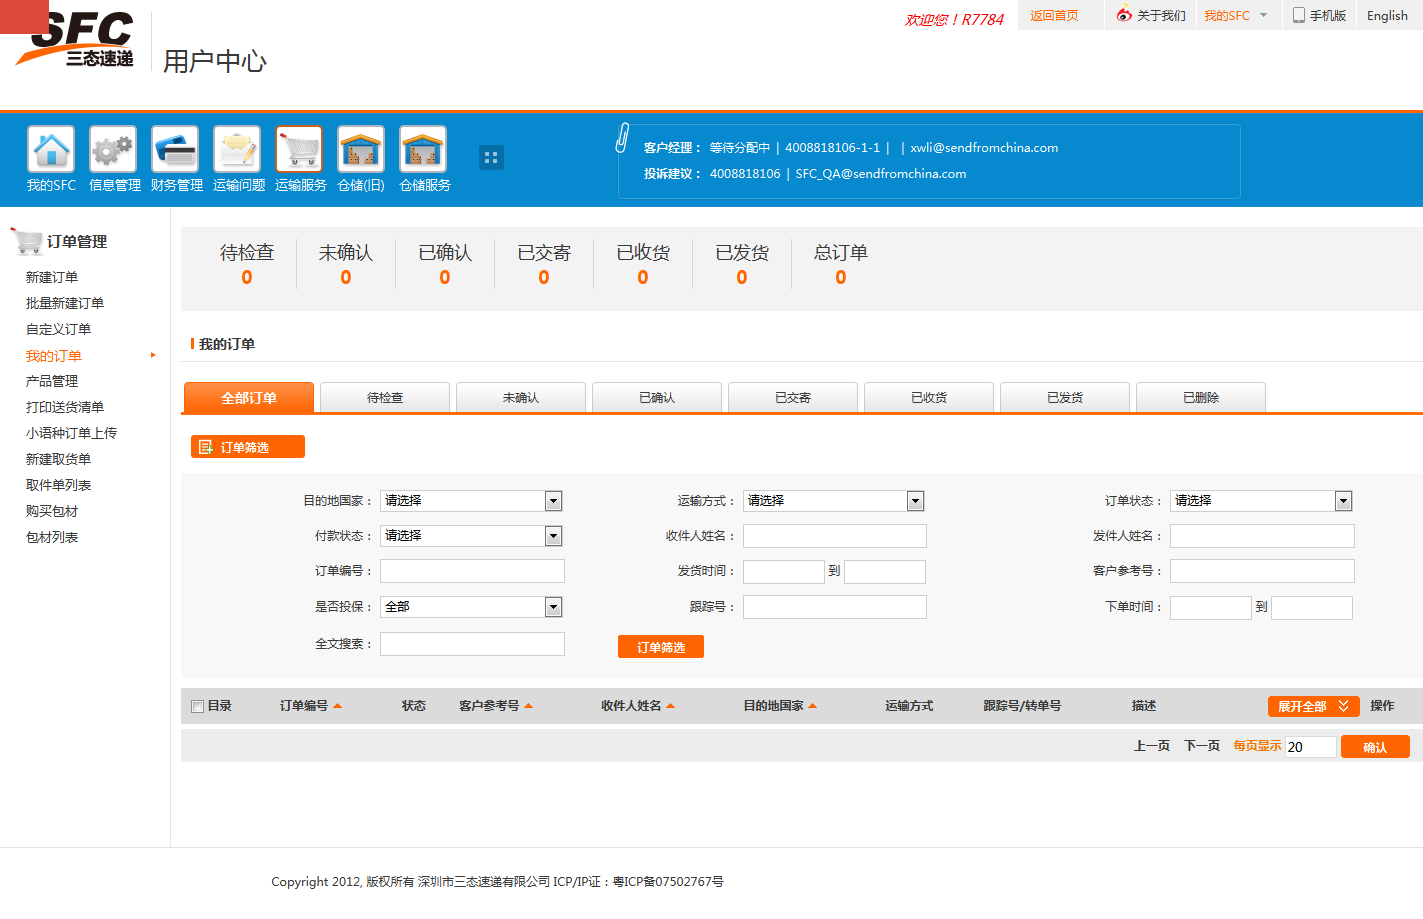 欢迎您！R7784
返回首页
关于我们
我的SFC
手机版
English
SFC
三态速递
用户中心
我的SFC
信息管理
财务管理
运输问题
运输服务
仓储(旧)
仓储服务
客户经理： 等待分配中 | 4008818106-1-1 | | xwli@sendfromchina.com
投诉建议： 4008818106 | SFC_QA@sendfromchina.com
订单管理
新建订单
批量新建订单
自定义订单
我的订单
产品管理
打印送货清单
小语种订单上传
新建取货单
取件单列表
购买包材
包材列表
待检查 未确认 已确认 已交寄 已收货 已发货 总订单
0 0 0 0 0 0 0
我的订单
全部订单 待检查 未确认 已确认 已交寄 已收货 已发货 已删除
订单筛选
目的地国家： 请选择 运输方式： 请选择 订单状态： 请选择
付款状态： 请选择 收件人姓名： 发件人姓名：
订单编号： 发货时间： 到 客户参考号：
是否投保： 全部 跟踪号： 下单时间： 到
全文搜索： 订单筛选
目录 订单编号 状态 客户参考号 收件人姓名 目的地国家 运输方式 跟踪号/转单号 描述 展开全部 操作
上一页 下一页 每页显示 20 确认
Copyright 2012, 版权所有 深圳市三态速递有限公司 ICP/IP证：粤ICP备07502767号